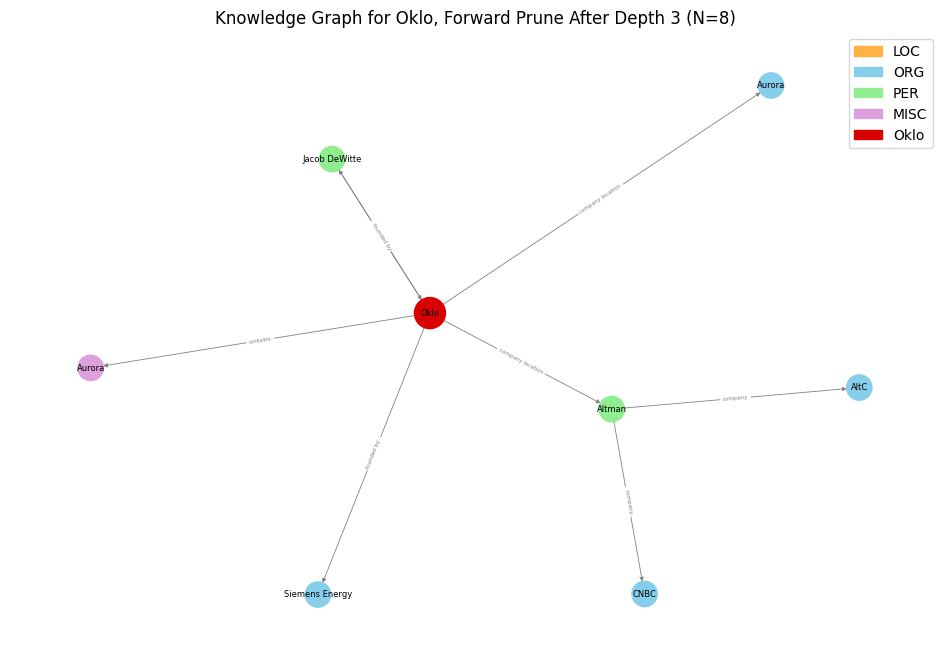 Knowledge Graph for Oklo, Forward Prune After Depth 3 (N=8)
LOC
ORG
PER
MISC
Oklo
Aurora
Jacob DeWitte
company location
founded by
Oklo
contains
Aurora
company location
AltC
company
Altman
founded by
company
Siemens Energy
CNBC